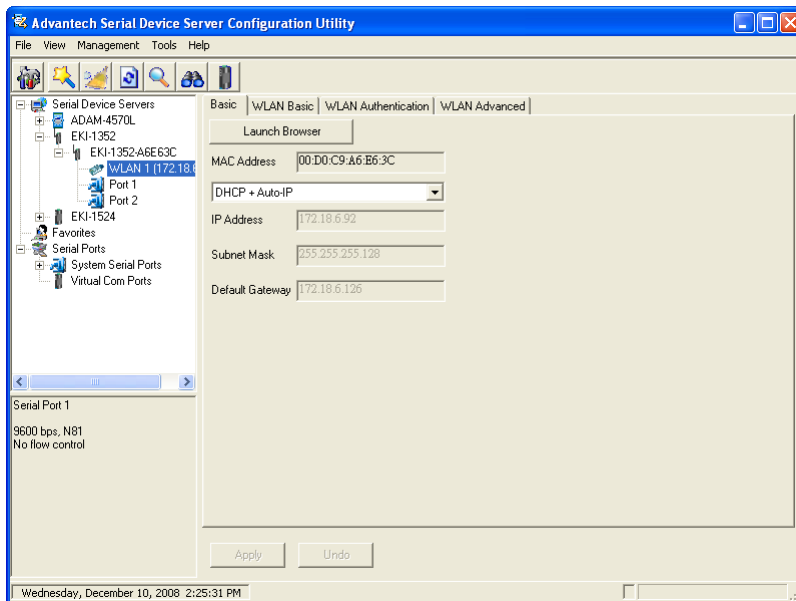 Advantech Serial Device Server Configuration Utility
File View Management Tools Help
Serial Device Servers
ADAM-4570L
EKI-1352
EKI-1352-A6E63C
WLAN 1 (172.18.6
Port 1
Port 2
EKI-1524
Favorites
Serial Ports
System Serial Ports
Virtual Com Ports
Serial Port 1
9600 bps, N81
No flow control
Basic WLAN Basic WLAN Authentication WLAN Advanced
Launch Browser
MAC Address 00:D0:C9:A6:E6:3C
DHCP + Auto-IP
IP Address 172.18.6.92
Subnet Mask 255.255.255.128
Default Gateway 172.18.6.126
Apply Undo
Wednesday, December 10, 2008 2:25:31 PM